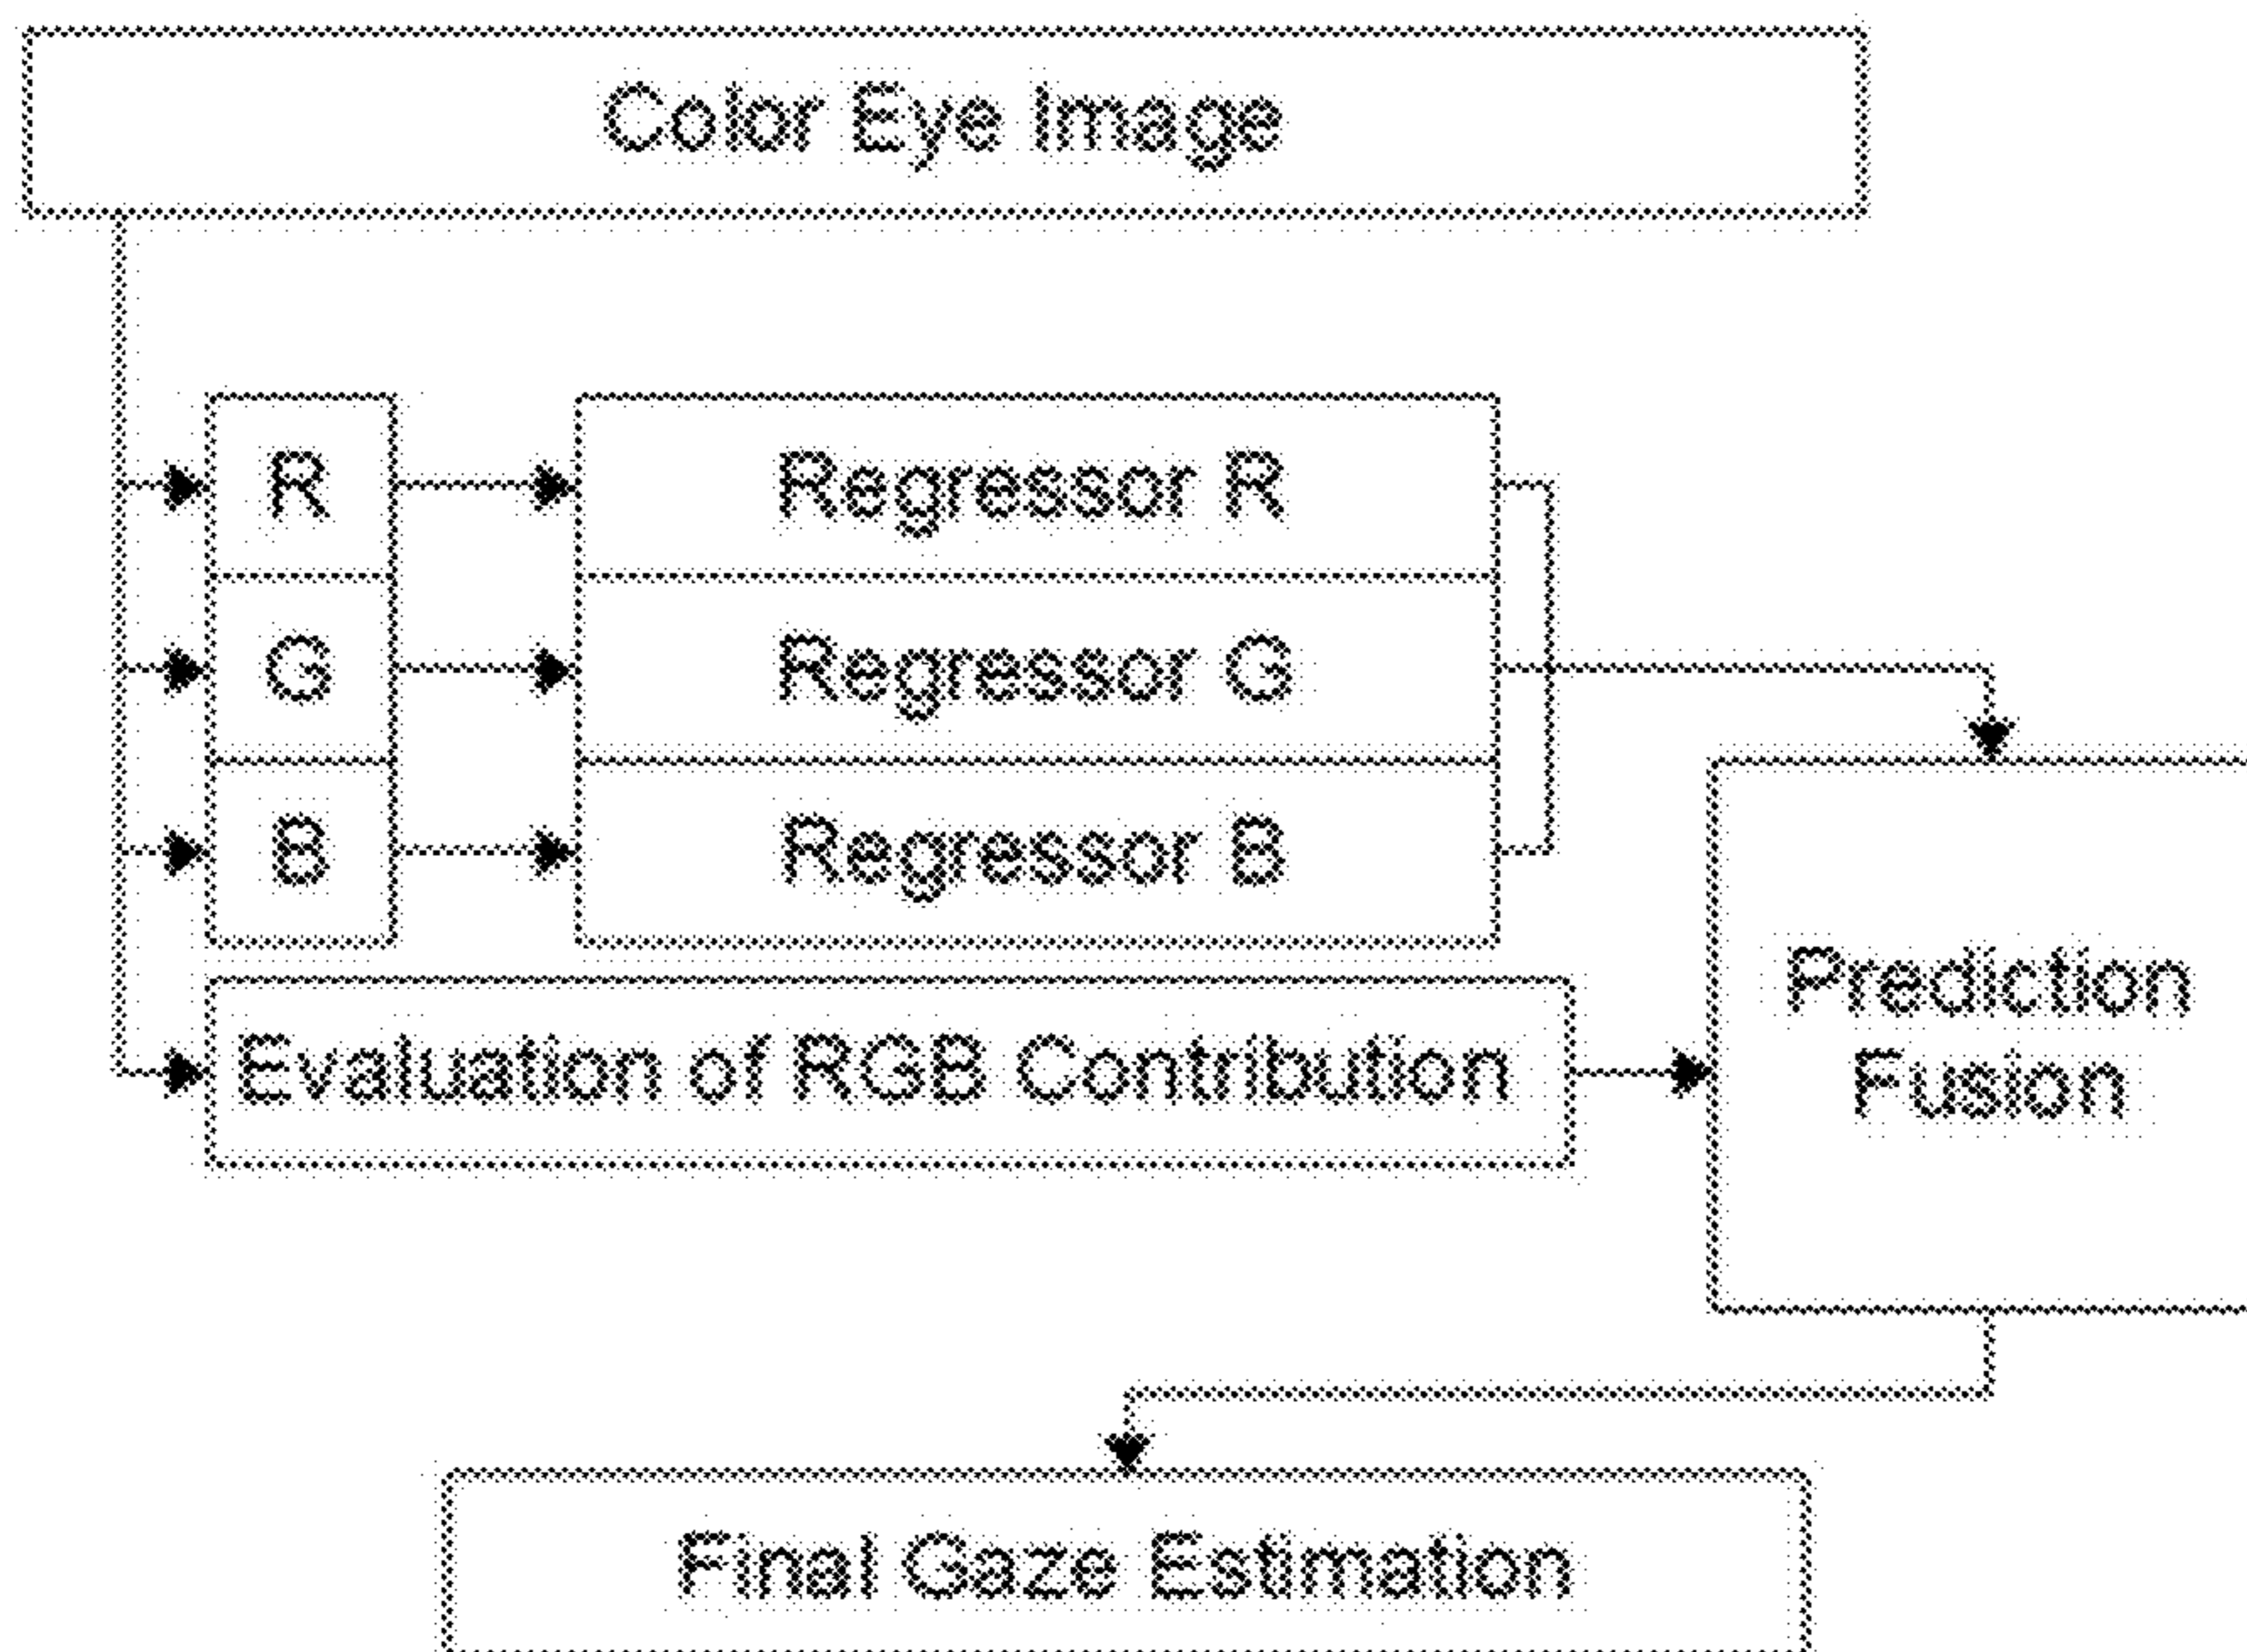 Color Eye Image
R
Regressor R
G
Regressor G
B
Regressor B
Evaluation of RGB Contribution
Prediction
Fusion
Final Gaze Estimation